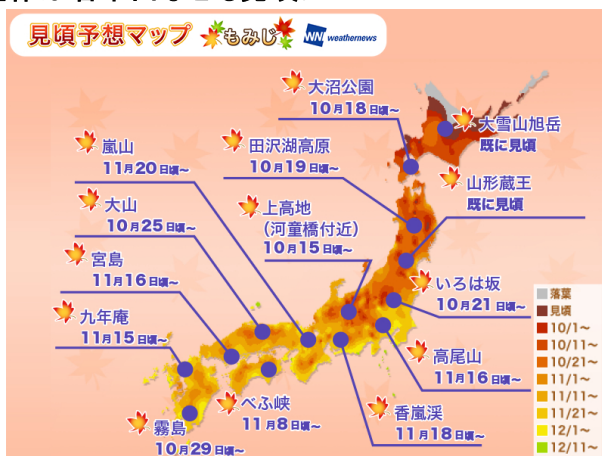 見頃予想マップ もみじ weathernews
大沼公園
10月18日頃〜
大雪山旭岳
既に見頃
嵐山
11月20日頃〜
田沢湖高原
10月19日頃〜
山形蔵王
既に見頃
大山
10月25日頃〜
上高地
(河童橋付近)
10月15日頃〜
宮島
11月16日頃〜
いろは坂
10月21日頃〜
九年庵
11月15日頃〜
高尾山
11月16日頃〜
べふ峡
11月8日頃〜
香嵐渓
11月18日頃〜
霧島
10月29日頃〜
落葉
見頃
10/1〜
10/11〜
10/21〜
11/1〜
11/11〜
11/21〜
12/1〜
12/11〜